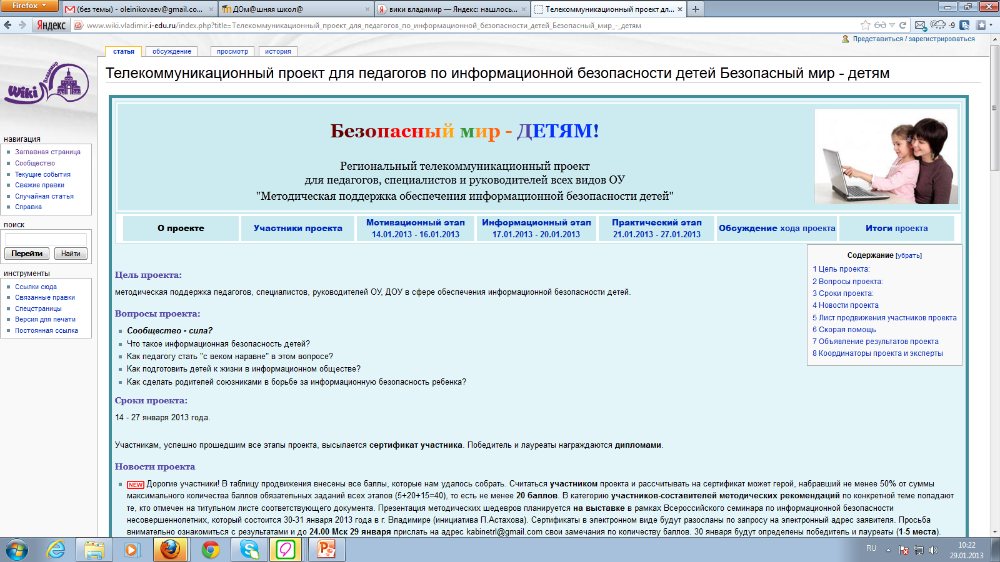 Firefox
(без темы) - oleinikovaev@gmail.co...
ДОм@шняя школ@
вики владимир — Яндекс: нашлось...
Телекоммуникационный проект дл...
Яндекс
www.wiki.vladimir.i-edu.ru/index.php?title=Телекоммуникационный_проект_для_педагогов_по_информационной_безопасности_детей_Безопасный_мир_-_детям
-9
Представиться / зарегистрироваться
статья
обсуждение
просмотр
история
Wiki Владимир
Телекоммуникационный проект для педагогов по информационной безопасности детей Безопасный мир - детям
навигация
Заглавная страница
Сообщество
Текущие события
Свежие правки
Случайная статья
Справка
поиск
Перейти
Найти
инструменты
Ссылки сюда
Связанные правки
Спецстраницы
Версия для печати
Постоянная ссылка
Безопасный мир - ДЕТЯМ!
Региональный телекоммуникационный проект
для педагогов, специалистов и руководителей всех видов ОУ
"Методическая поддержка обеспечения информационной безопасности детей"
О проекте
Участники проекта
Мотивационный этап
14.01.2013 - 16.01.2013
Информационный этап
17.01.2013 - 20.01.2013
Практический этап
21.01.2013 - 27.01.2013
Обсуждение хода проекта
Итоги проекта
Содержание [убрать]
1 Цель проекта:
2 Вопросы проекта:
3 Сроки проекта:
4 Новости проекта
5 Лист продвижения участников проекта
6 Скорая помощь
7 Объявление результатов проекта
8 Координаторы проекта и эксперты
Цель проекта:
методическая поддержка педагогов, специалистов, руководителей ОУ, ДОУ в сфере обеспечения информационной безопасности детей.
Вопросы проекта:
Сообщество - сила?
Что такое информационная безопасность детей?
Как педагогу стать "с веком наравне" в этом вопросе?
Как подготовить детей к жизни в информационном обществе?
Как сделать родителей союзниками в борьбе за информационную безопасность ребенка?
Сроки проекта:
14 - 27 января 2013 года.
Участникам, успешно прошедшим все этапы проекта, высылается сертификат участника. Победитель и лауреаты награждаются дипломами.
Новости проекта
NEW Дорогие участники! В таблицу продвижения внесены все баллы, которые нам удалось собрать. Считаться участником проекта и рассчитывать на сертификат может герой, набравший не менее 50% от суммы
максимального количества баллов обязательных заданий всех этапов (5+20+15=40), то есть не менее 20 баллов. В категорию участников-составителей методических рекомендаций по конкретной теме попадают
те, кто отмечен на титульном листе соответствующего документа. Презентация методических шедевров планируется на выставке в рамках Всероссийского семинара по информационной безопасности
несовершеннолетних, который состоится 30-31 января 2013 года в г. Владимире (инициатива П.Астахова). Сертификаты в электронном виде будут разосланы по запросу на электронный адрес заявителя. Просьба
внимательно ознакомиться с результатами и до 24.00 Мск 29 января прислать на адрес kabinetrl@gmail.com свои замечания по количеству баллов. 30 января будут определены победитель и лауреаты (1-5 места).
RU
10:22
29.01.2013